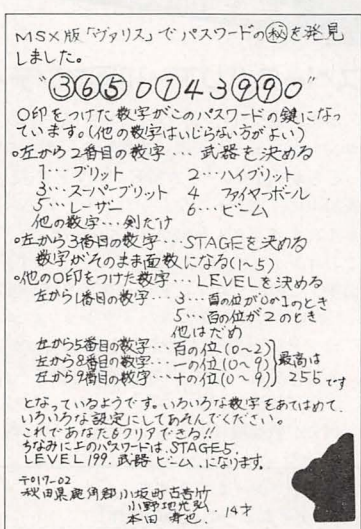 MSX版「ヴァリス」でパスワードの㊙を発見
しました。
"③⑥⑤0①43⑨⑨0"
○印をつけた数字がこのパスワードの鍵になっ
ています。(他の数字はいじらない方がよい)
○左から2番目の数字… 武器を決める
1…ブリット 2…ハイブリット
3…スーパーブリット 4 ファイヤーボール
5…レーザー 6…ビーム
他の数字…剣だけ
○左から3番目の数字…STAGEを決める
数字がそのまま面数になる(1~5)
○他の○印をつけた数字…LEVELを決める
左から1番目の数字…3…百の位が0か1のとき
5…百の位が2のとき
他はだめ
左から5番目の数字…百の位(0~2)
左から8番目の数字…一の位(0~9)
左から9番目の数字…十の位(0~9)
最高は
255です
となっているようです。いろいろな数字をあてはめて、
いろいろな設定にしてあそんでください。
これであなたもクリアできる!!
ちなみに上のパスワードは、STAGE5、
LEVEL199、武器ビーム、になります。
〒017-02
秋田県鹿角郡小坂町古苦竹
小野地 14才
本田